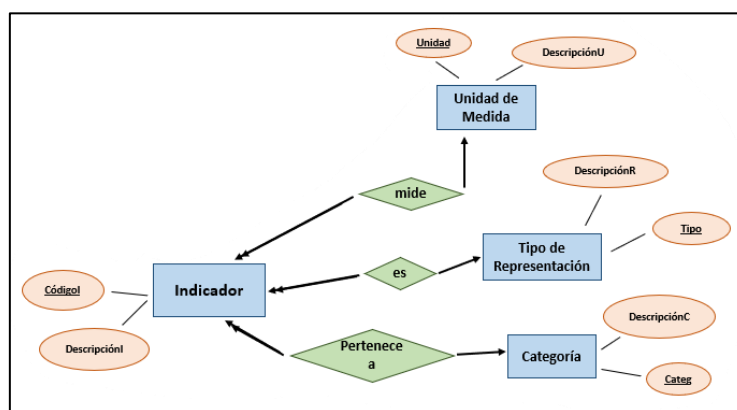 Unidad
DescripciónU
Unidad de
Medida
mide
DescripciónR
Tipo
Tipo de
Representación
es
Indicador
CódigoI
DescripciónI
Pertenece
a
DescripciónC
Categoría
Categ